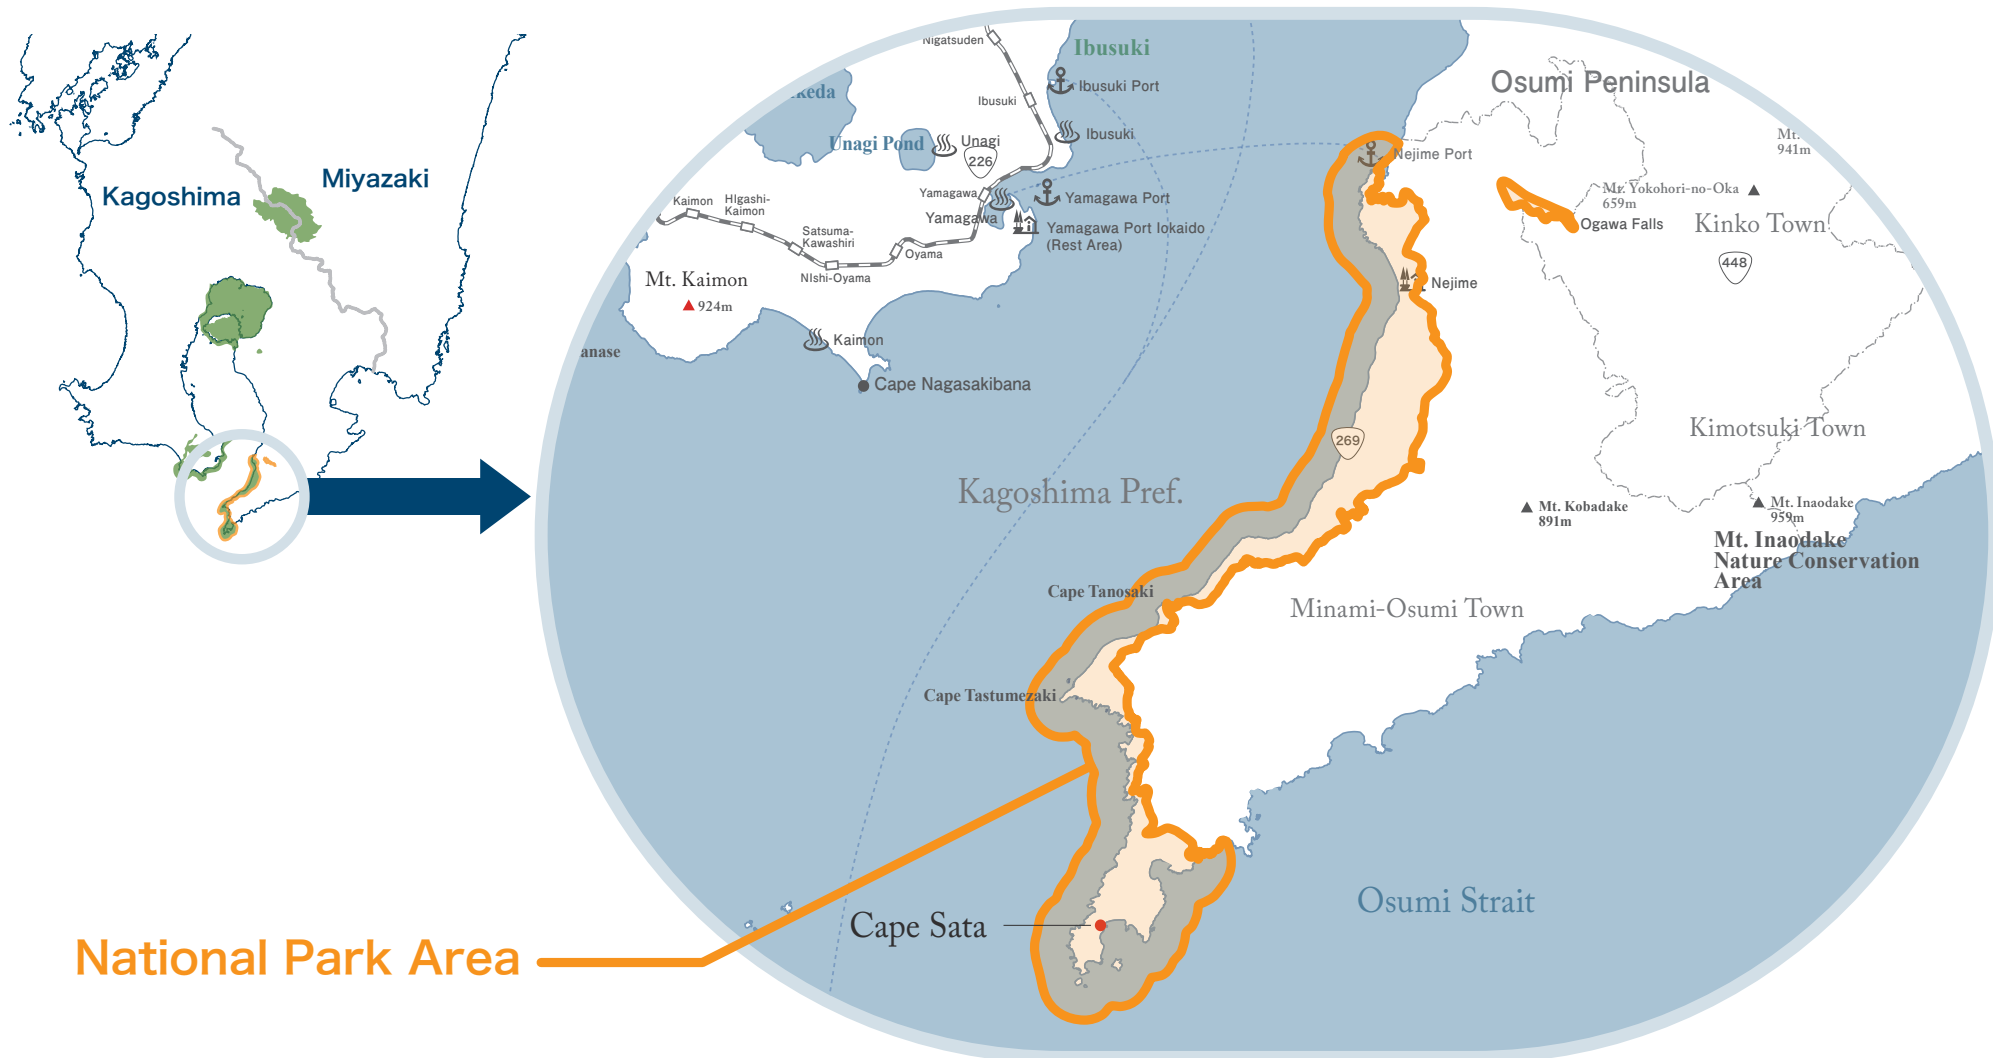 Kagoshima
Miyazaki
Nigatsuden
Ibusuki
Ibusuki Port
Ibusuki
Ibusuki
keda
Unagi Pond
Unagi
226
Yamagawa
Yamagawa
Yamagawa Port
Yamagawa Port Iokaido
(Rest Area)
Kaimon
HIgashi-
Kaimon
Satsuma-
Kawashiri
NIshi-Oyama
Oyama
Mt. Kaimon
924m
Kaimon
anase
Cape Nagasakibana
Osumi Peninsula
Nejime Port
Mt.
941m
Mt. Yokohori-no-Oka
659m
Ogawa Falls
Kinko Town
448
Nejime
269
Kimotsuki Town
Kagoshima Pref.
Mt. Kobadake
891m
Mt. Inaodake
959m
Mt. Inaodake
Nature Conservation
Area
Cape Tanosaki
Minami-Osumi Town
Cape Tastumezaki
Cape Sata
Osumi Strait
National Park Area